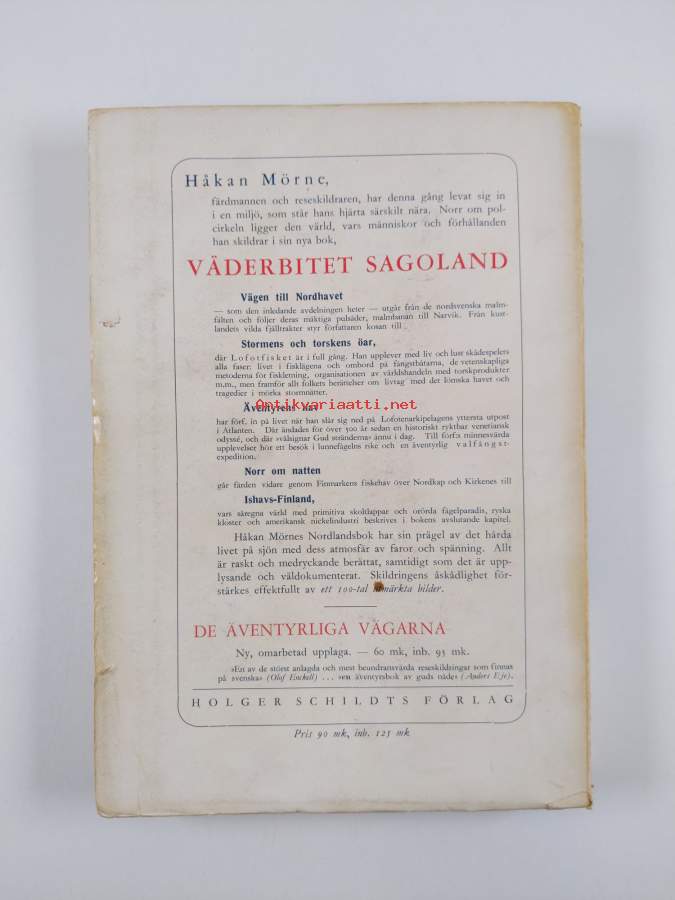 Håkan Mörne,
färdmannen och reseskildraren, har denna gång levat sig in
i en miljö, som står hans hjärta särskilt nära. Norr om pol-
cirkeln ligger den värld, vars människor och förhållanden
han skildrar i sin nya bok,
VÄDERBITET SAGOLAND
Vägen till Nordhavet
— som den inledande avdelningen heter — utgår från de nordsvenska malm-
fälten och följer deras mäktiga pulsåder, malmbanan till Narvik. Från kust-
landets vilda fjälltrakter styr författaren kosan till
Stormens och torskens öar,
där Lofotfisket är i full gång. Han upplever med liv och lust skådespelets
alla faser: livet i fisklägena och ombord på fångstbåtarna, de vetenskapliga
metoderna för fiskleming, organisationen av världshandeln med torskprodukter
m.m., men framför allt folkets berättelser om livtag med det lömska havet och
tragedier i mörka stormnätter.
Antikvariaatti.net
Äventyrens hav
har förf. in på livet när han slår sig ned på Lofotenarkipelagens yttersta utpost
i Atlanten. Där ändades för över 500 år sedan en historiskt ryktbar venetiansk
odyssé, och där »välsignar Gud stränderna» ännu i dag. Till förf:s minnesvärda
upplevelser hör ett besök i lunnefågelns rike och en äventyrlig valfångst-
expedition.
Norr om natten
går färden vidare genom Finnmarkens fiskehav över Nordkap och Kirkenes till
Ishavs-Finland,
vars säregna värld med primitiva skoltlappar och orörda fågelparadis, ryska
kloster och amerikansk nickelindustri beskrives i bokens avslutande kapitel.
Håkan Mörnes Nordlandsbok har sin prägel av det hårda
livet på sjön med dess atmosfär av faror och spänning. Allt
är raskt och medryckande berättat, samtidigt som det är upp-
lysande och väldokumenterat. Skildringens åskådlighet för-
stärkes effektfullt av ett 100-tal utmärkta bilder.
DE ÄVENTYRLIGA VÄGARNA
Ny, omarbetad upplaga. — 60 mk, inb. 95 mk.
»Ett av de störst anlagda och mest beundransvärda reseskildringar som finnas
på svenska» (Olof Enckell) . . . »en äventyrsbok av guds nåde» (Anders Eje).
HOLGER SCHILDTS FÖRLAG
Pris 90 mk, inb. 125 mk